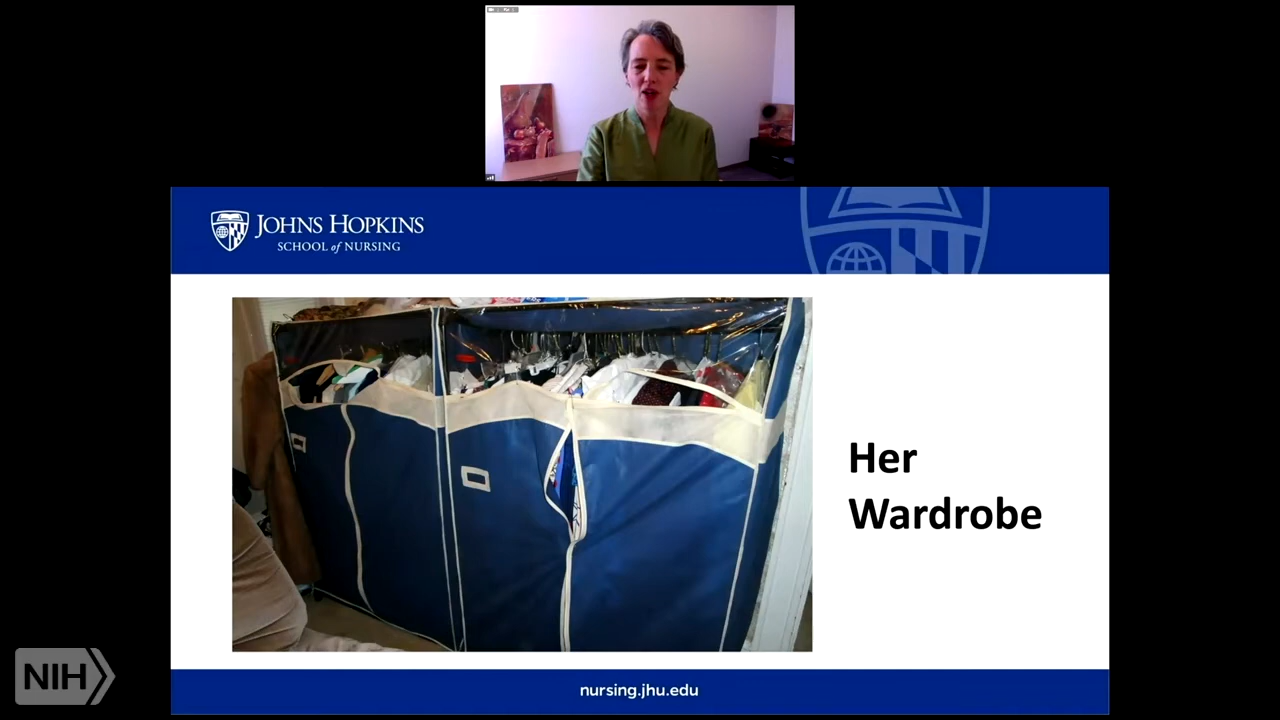 JOHNS HOPKINS
SCHOOL of NURSING
Her
Wardrobe
NIH
nursing.jhu.edu